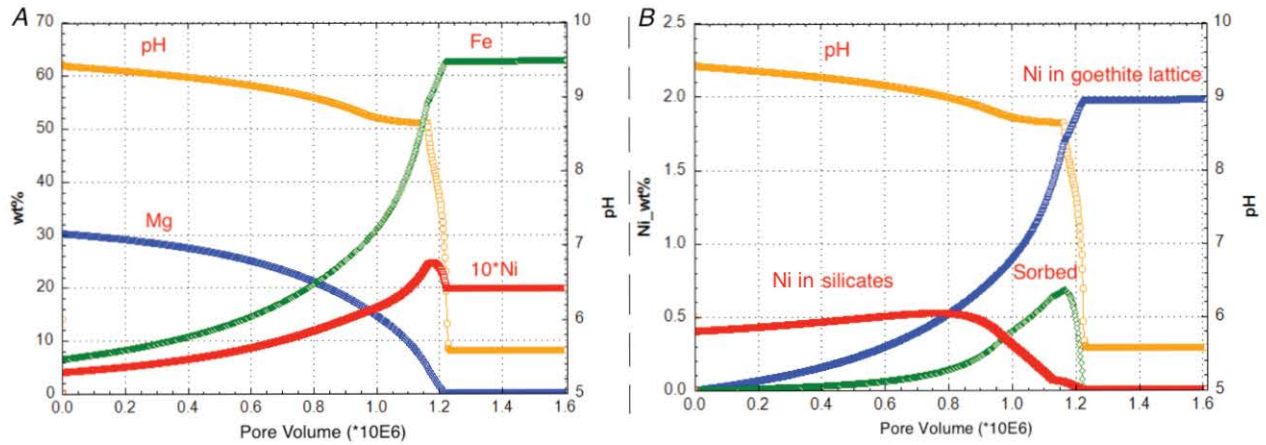 A
pH
Fe
Mg
10*Ni
wt%
70
60
50
40
30
20
10
0
0.0 0.2 0.4 0.6 0.8 1.0 1.2 1.4 1.6
Pore Volume (*10E6)
10
9
8
7
6
5
pH
B
pH
Ni in goethite lattice
Ni in silicates
Sorbed
Ni_wt%
2.5
2.0
1.5
1.0
0.5
0.0
0.0 0.2 0.4 0.6 0.8 1.0 1.2 1.4 1.6
Pore Volume (*10E6)
10
9
8
7
6
5
pH